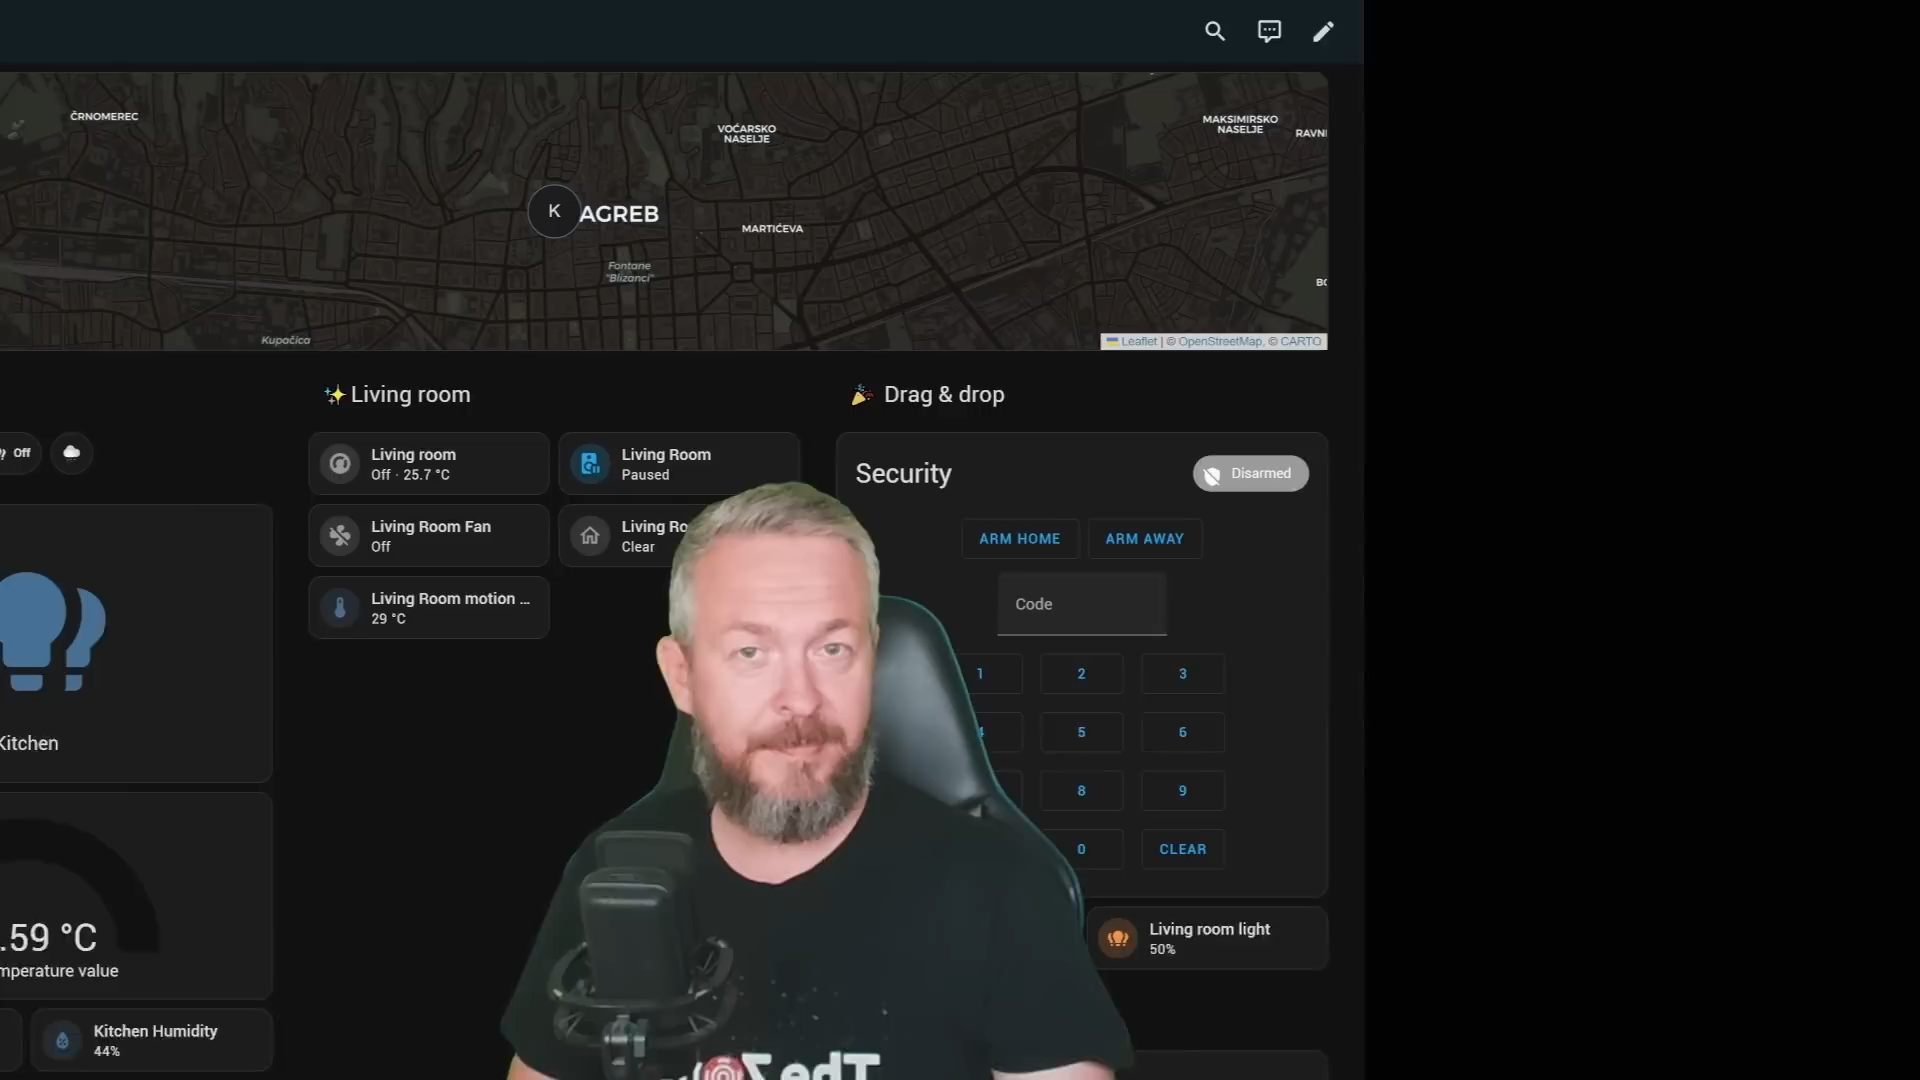 ČRNOMEREC
VOĆARSKO
NASELJE
MAKSIMIRSKO
NASELJE
RAVNI
K
AGREB
MARTIĆEVA
Fontane
"Blizanci"
Kupačica
Leaflet | © OpenStreetMap, © CARTO
✨Living room
🎉 Drag & drop
Off
Living room
Off · 25.7 °C
Living Room
Paused
Living Room Fan
Off
Living Ro
Clear
Living Room motion ...
29 °C
Security
Disarmed
ARM HOME
ARM AWAY
Code
1
2
3
4
5
6
8
9
0
CLEAR
Kitchen
.59 °C
mperature value
Kitchen Humidity
44%
Living room light
50%